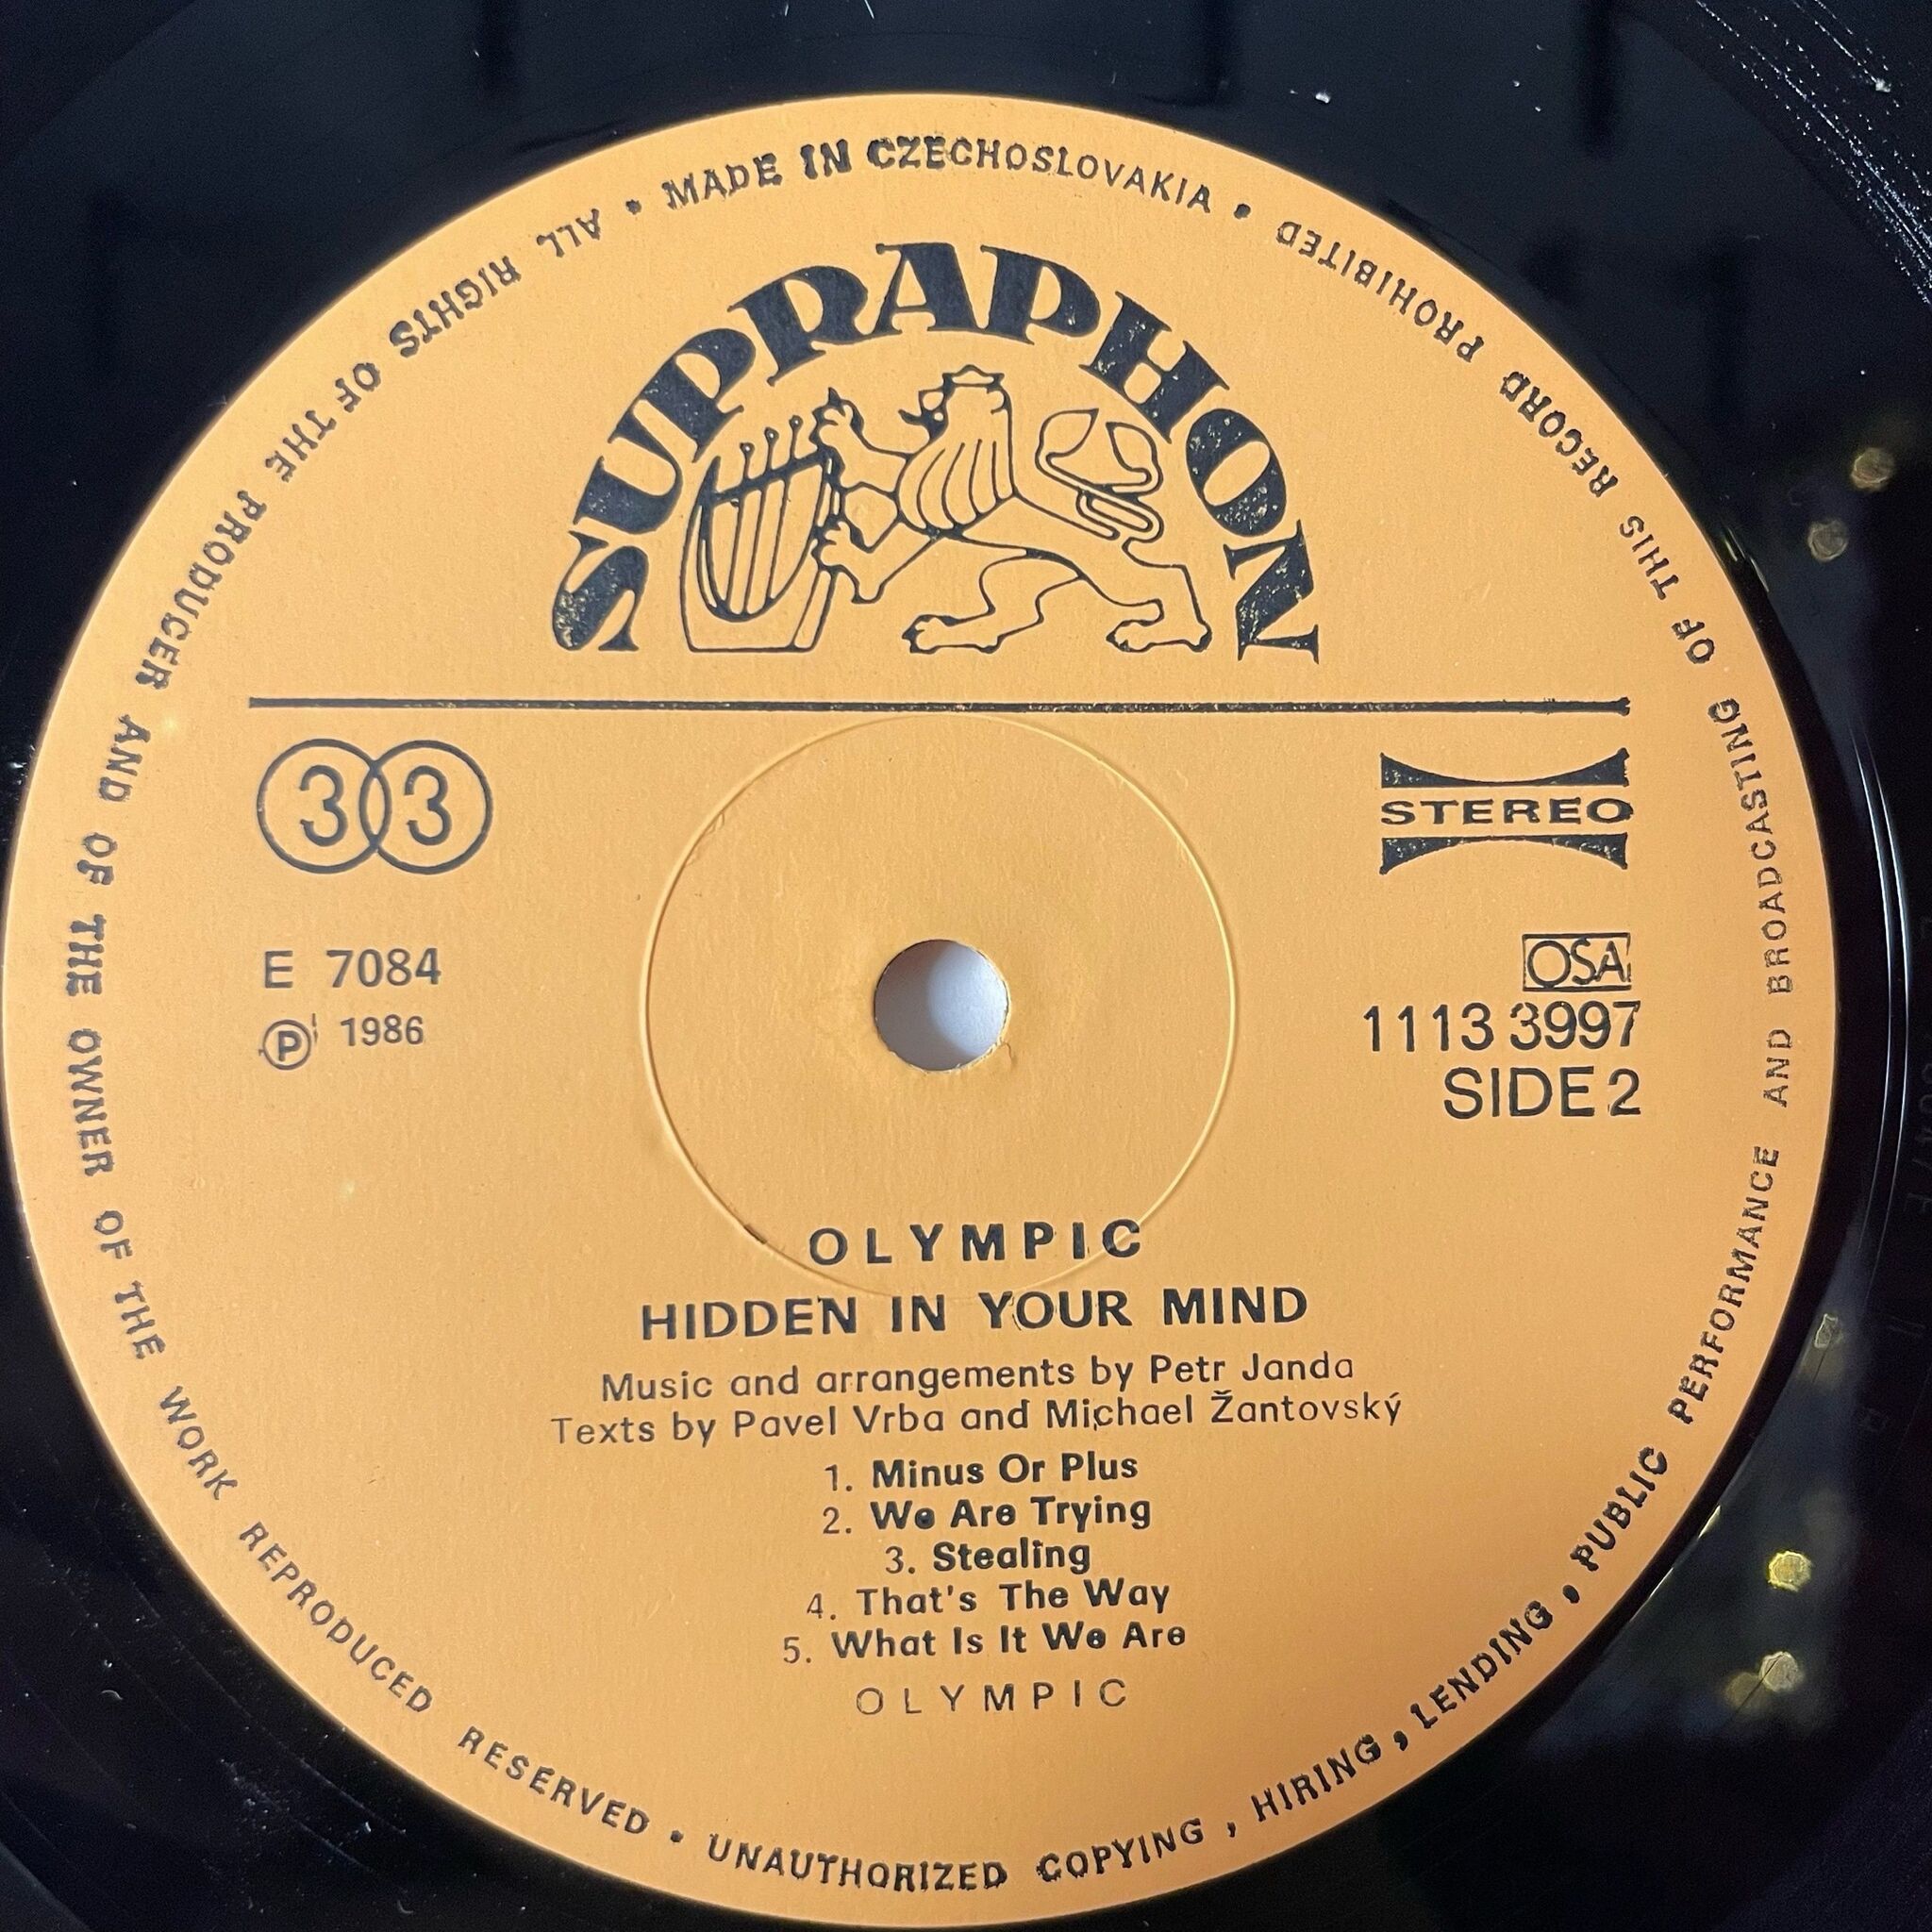 MADE IN CZECHOSLOVAKIA •
SUPRAPHON
33
STEREO
E 7084
OSA
Ⓟ 1986
1113 3997
SIDE 2
OLYMPIC
HIDDEN IN YOUR MIND
Music and arrangements by Petr Janda
Texts by Pavel Vrba and Michael Žantovský
1. Minus Or Plus
2. We Are Trying
3. Stealing
4. That's The Way
5. What Is It We Are
OLYMPIC
ALL RIGHTS OF THE PRODUCER AND OF THE OWNER OF THE WORK REPRODUCED RESERVED • UNAUTHORIZED COPYING, HIRING, LENDING, PUBLIC PERFORMANCE AND BROADCASTING OF THIS RECORD PROHIBITED •